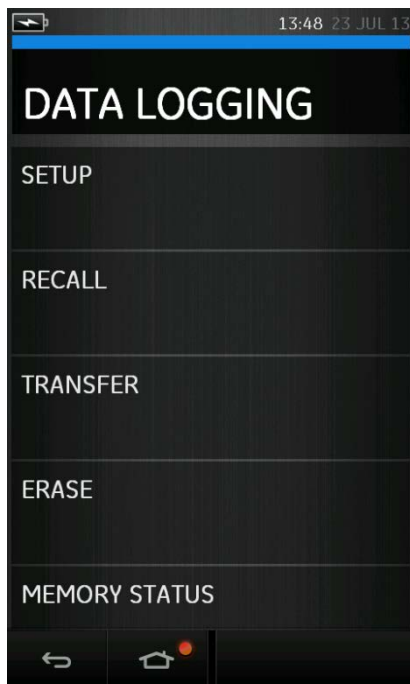 13:48 23 JUL 13
DATA LOGGING
SETUP
RECALL
TRANSFER
ERASE
MEMORY STATUS